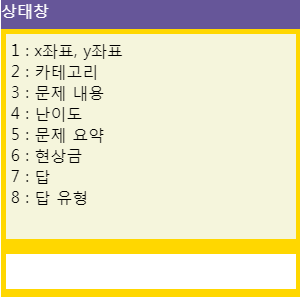 상태창
1 : x좌표, y좌표
2 : 카테고리
3 : 문제 내용
4 : 난이도
5 : 문제 요약
6 : 현상금
7 : 답
8 : 답 유형